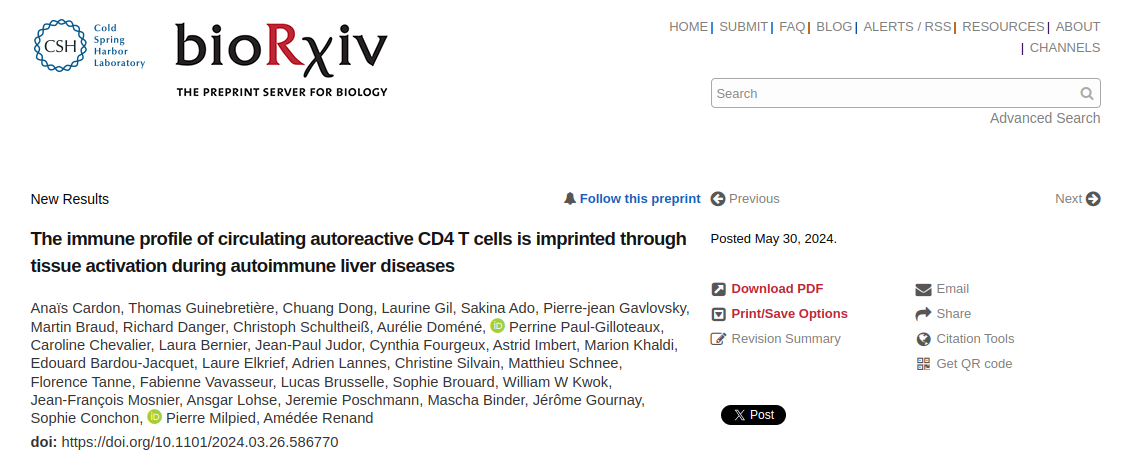 CSH
Cold
Spring
Harbor
Laboratory
bioRxiv
THE PREPRINT SERVER FOR BIOLOGY
HOME | SUBMIT | FAQ | BLOG | ALERTS / RSS | RESOURCES | ABOUT
| CHANNELS
Search
Advanced Search
New Results
Follow this preprint
Previous
Next
The immune profile of circulating autoreactive CD4 T cells is imprinted through
tissue activation during autoimmune liver diseases
Posted May 30, 2024.
Anaïs Cardon, Thomas Guinebretière, Chuang Dong, Laurine Gil, Sakina Ado, Pierre-jean Gavlovsky,
Martin Braud, Richard Danger, Christoph Schultheiß, Aurélie Doméné, iD Perrine Paul-Gilloteaux,
Caroline Chevalier, Laura Bernier, Jean-Paul Judor, Cynthia Fourgeux, Astrid Imbert, Marion Khaldi,
Edouard Bardou-Jacquet, Laure Elkrief, Adrien Lannes, Christine Silvain, Matthieu Schnee,
Florence Tanne, Fabienne Vavasseur, Lucas Brusselle, Sophie Brouard, William W Kwok,
Jean-François Mosnier, Ansgar Lohse, Jeremie Poschmann, Mascha Binder, Jérôme Gournay,
Sophie Conchon, iD Pierre Milpied, Amédée Renand
doi: https://doi.org/10.1101/2024.03.26.586770
Download PDF
Print/Save Options
Revision Summary
Email
Share
Citation Tools
Get QR code
X Post